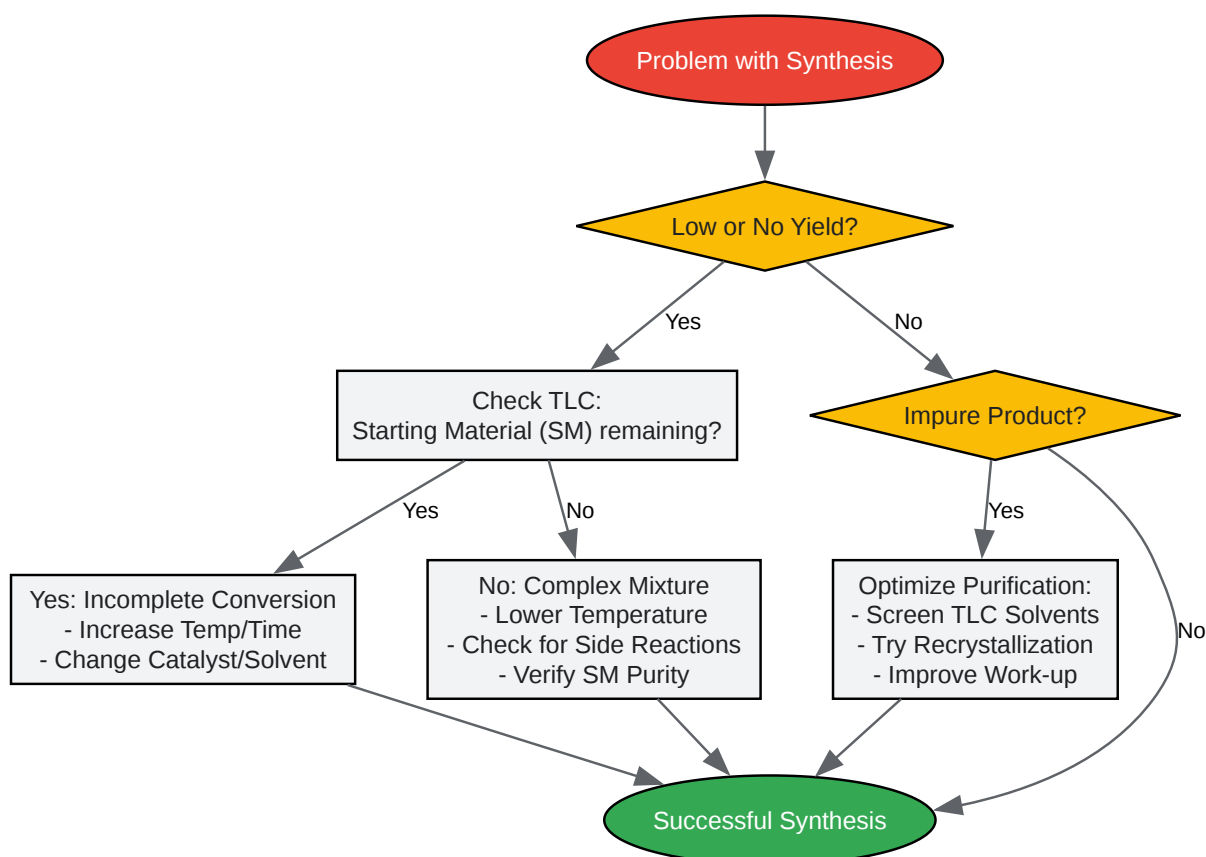 Problem with Synthesis
Low or No Yield?
Yes
No
Check TLC:
Starting Material (SM) remaining?
Impure Product?
Yes
No
Yes
No
Yes: Incomplete Conversion
- Increase Temp/Time
- Change Catalyst/Solvent
No: Complex Mixture
- Lower Temperature
- Check for Side Reactions
- Verify SM Purity
Optimize Purification:
- Screen TLC Solvents
- Try Recrystallization
- Improve Work-up
Successful Synthesis